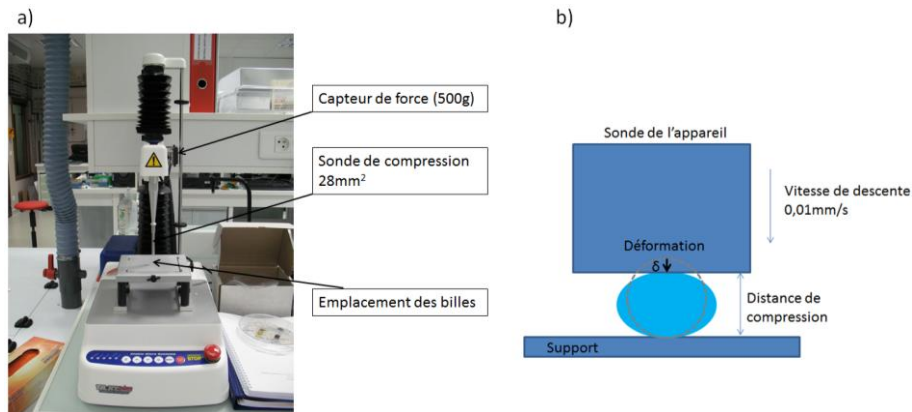 a)
Capteur de force (500g)
Sonde de compression
28mm²
Emplacement des billes
b)
Sonde de l'appareil
Vitesse de descente
0,01mm/s
Déformation
δ
Distance de
compression
Support